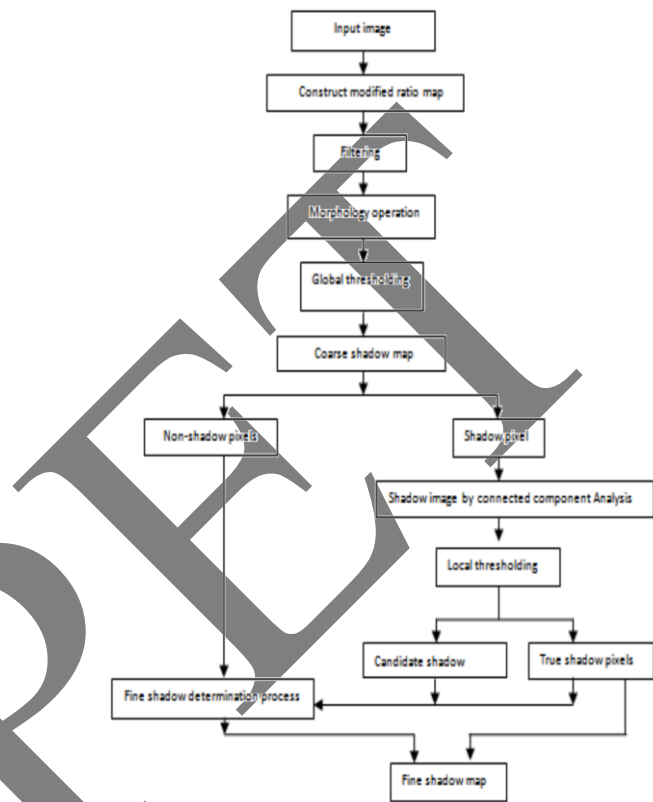 Input image
Construct modified ratio map
Filtering
Morphology operation
Global thresholding
Coarse shadow map
Non-shadow pixels
Shadow pixel
Shadow image by connected component Analysis
Local thresholding
Candidate shadow
True shadow pixels
Fine shadow determination process
Fine shadow map
RET